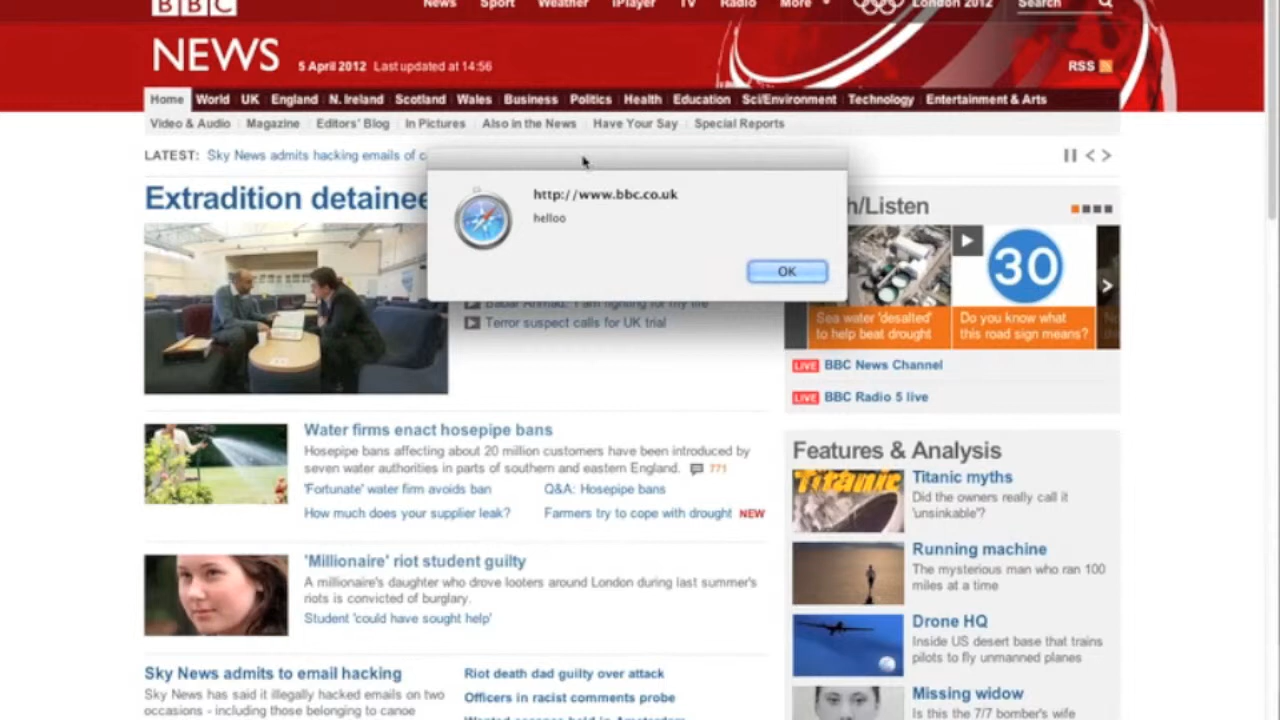 BBC
News Sport Weather iPlayer TV Radio More London 2012 Search
NEWS 5 April 2012 Last updated at 14:56
RSS
Home World UK England N. Ireland Scotland Wales Business Politics Health Education Sci/Environment Technology Entertainment & Arts
Video & Audio Magazine Editors' Blog In Pictures Also in the News Have Your Say Special Reports
LATEST: Sky News admits hacking emails of
http://www.bbc.co.uk
helloo
OK
Extradition
Babar Ahmad: 'I am fighting for my life'
Terror suspect calls for UK trial
Water firms enact hosepipe bans
Hosepipe bans affecting about 20 million customers have been introduced by
seven water authorities in parts of southern and eastern England. 771
'Fortunate' water firm avoids ban
Q&A: Hosepipe bans
How much does your supplier leak?
Farmers try to cope with drought NEW
'Millionaire' riot student guilty
A millionaire's daughter who drove looters around London during last summer's
riots is convicted of burglary.
Student 'could have sought help'
Sky News admits to email hacking
Sky News has said it illegally hacked emails on two
occasions - including those belonging to canoe
Riot death dad guilty over attack
Officers in racist comments probe
h/Listen
30
Sea water 'desalted'
to help beat drought
Do you know what
this road sign means?
LIVE BBC News Channel
LIVE BBC Radio 5 live
Features & Analysis
Titanic
Titanic myths
Did the owners really call it
'unsinkable'?
Running machine
The mysterious man who ran 100
miles at a time
Drone HQ
Inside US desert base that trains
pilots to fly unmanned planes
Missing widow
Is this the 7/7 bomber's wife